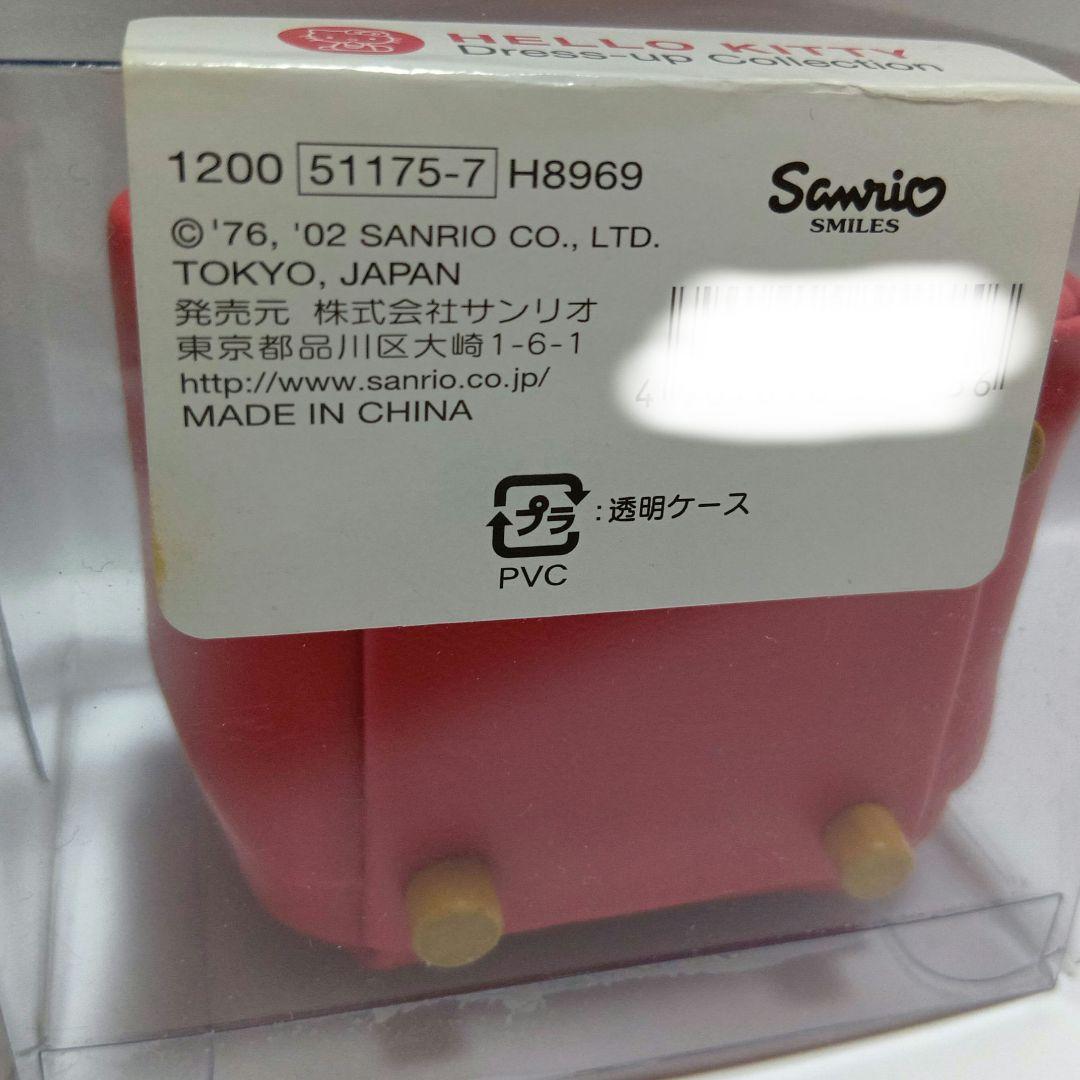 HELLO KITTY
Dress-up Collection
1200 51175-7 H8969
Sanrio
SMILES
©'76, '02 SANRIO CO., LTD.
TOKYO, JAPAN
発売元 株式会社サンリオ
東京都品川区大崎1-6-1
http://www.sanrio.co.jp/
MADE IN CHINA
プラ:透明ケース
PVC